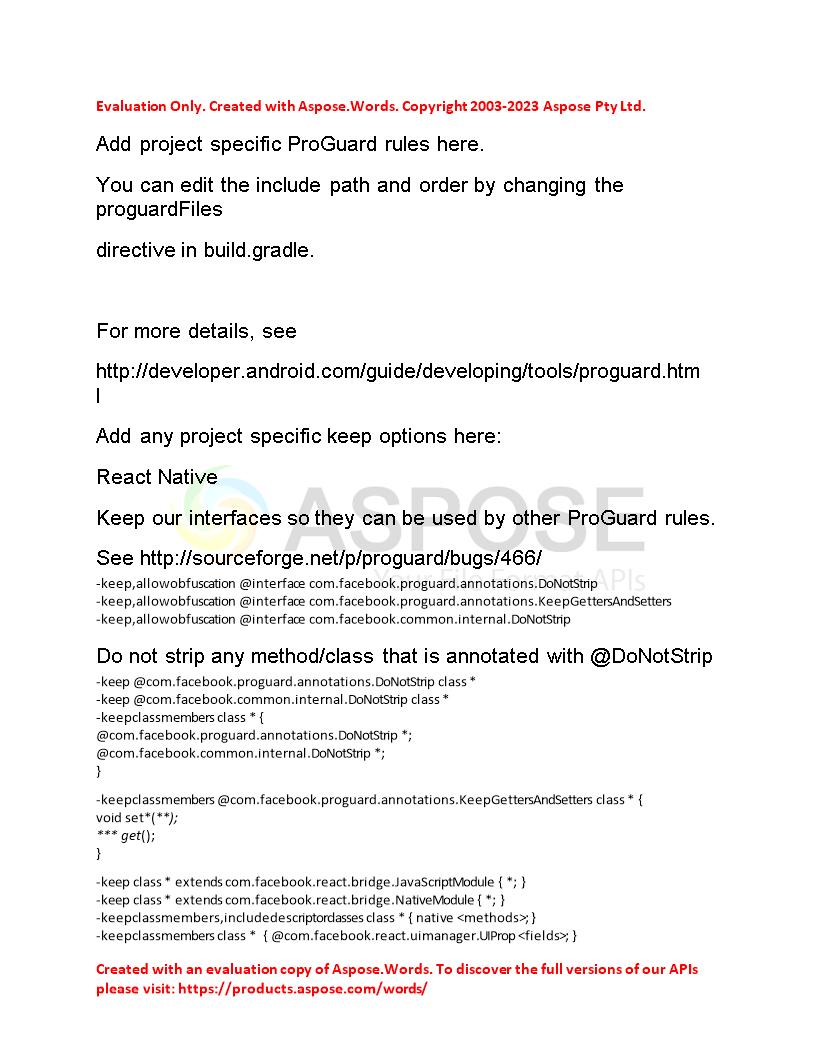 Evaluation Only. Created with Aspose.Words. Copyright 2003-2023 Aspose Pty Ltd.
Add project specific ProGuard rules here.
You can edit the include path and order by changing the
proguardFiles
directive in build.gradle.
For more details, see
http://developer.android.com/guide/developing/tools/proguard.htm
l
Add any project specific keep options here:
React Native
ASPOSE
Keep our interfaces so they can be used by other ProGuard rules.
See http://sourceforge.net/p/proguard/bugs/466/
Your File Format APIs
-keep,allowobfuscation @interface com.facebook.proguard.annotations.DoNotStrip
-keep,allowobfuscation @interface com.facebook.proguard.annotations.KeepGettersAndSetters
-keep,allowobfuscation @interface com.facebook.common.internal.DoNotStrip
Do not strip any method/class that is annotated with @DoNotStrip
-keep @com.facebook.proguard.annotations.DoNotStrip class *
-keep @com.facebook.common.internal.DoNotStrip class *
-keepclassmembers class * {
@com.facebook.proguard.annotations.DoNotStrip *;
@com.facebook.common.internal.DoNotStrip *;
}
-keepclassmembers @com.facebook.proguard.annotations.KeepGettersAndSetters class * {
void set*(**);
*** get();
}
-keep class * extends com.facebook.react.bridge.JavaScriptModule { *; }
-keep class * extends com.facebook.react.bridge.NativeModule { *; }
-keepclassmembers,includedescriptorclasses class * { native <methods>; }
-keepclassmembers class *  { @com.facebook.react.uimanager.UIProp <fields>; }
Created with an evaluation copy of Aspose.Words. To discover the full versions of our APIs
please visit: https://products.aspose.com/words/